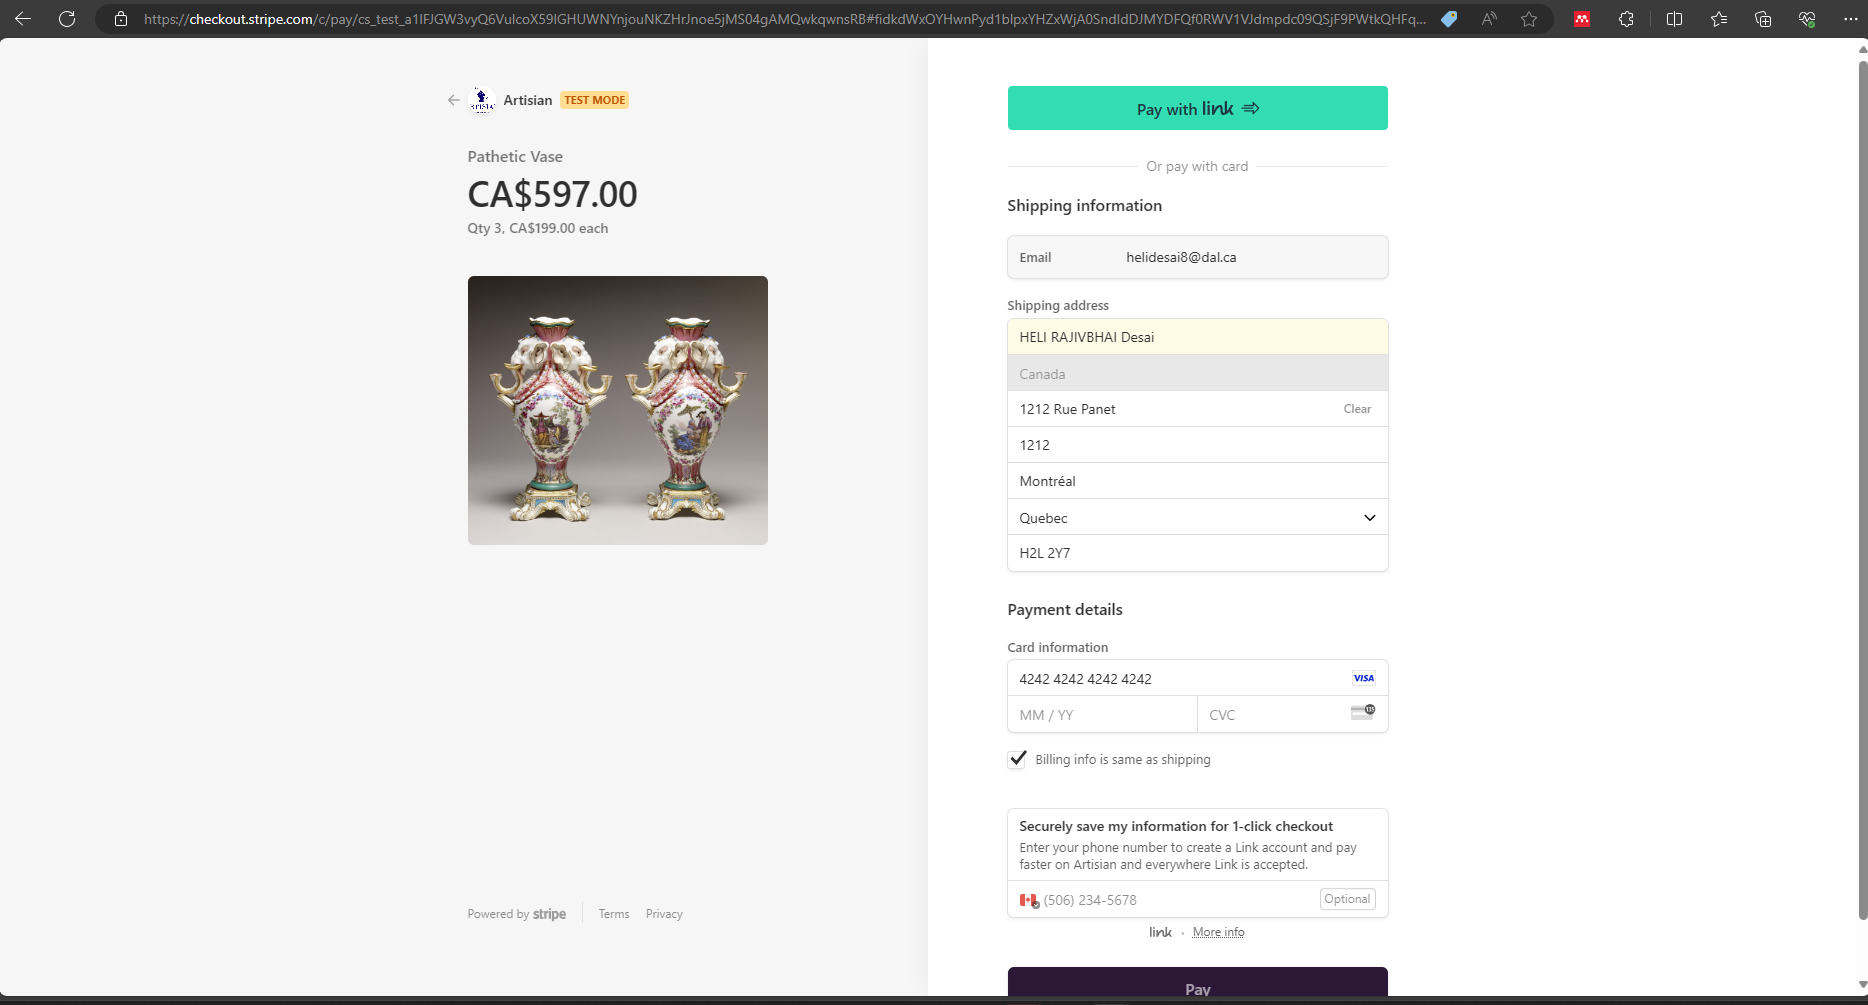 https://checkout.stripe.com/c/pay/cs_test_a1IFJGW3vyQ6VulcoX59IGHUWNYnjouNKZHrJnoe5jMS04gAMQwkqwnsRB#fidkdWxOYHwnPyd1blpxYHZxWjA0SndIdDJMYDFQf0RWV1VJdmpdc09QSjF9PWtkQHFq...
Artisian TEST MODE
Pathetic Vase
CA$597.00
Qty 3, CA$199.00 each
Powered by stripe Terms Privacy
Pay with link
Or pay with card
Shipping information
Email helidesai8@dal.ca
Shipping address
HELI RAJIVBHAI Desai
Canada
1212 Rue Panet Clear
1212
Montréal
Quebec
H2L 2Y7
Payment details
Card information
4242 4242 4242 4242 VISA
MM / YY CVC 135
Billing info is same as shipping
Securely save my information for 1-click checkout
Enter your phone number to create a Link account and pay
faster on Artisian and everywhere Link is accepted.
(506) 234-5678 Optional
link • More info
Pay